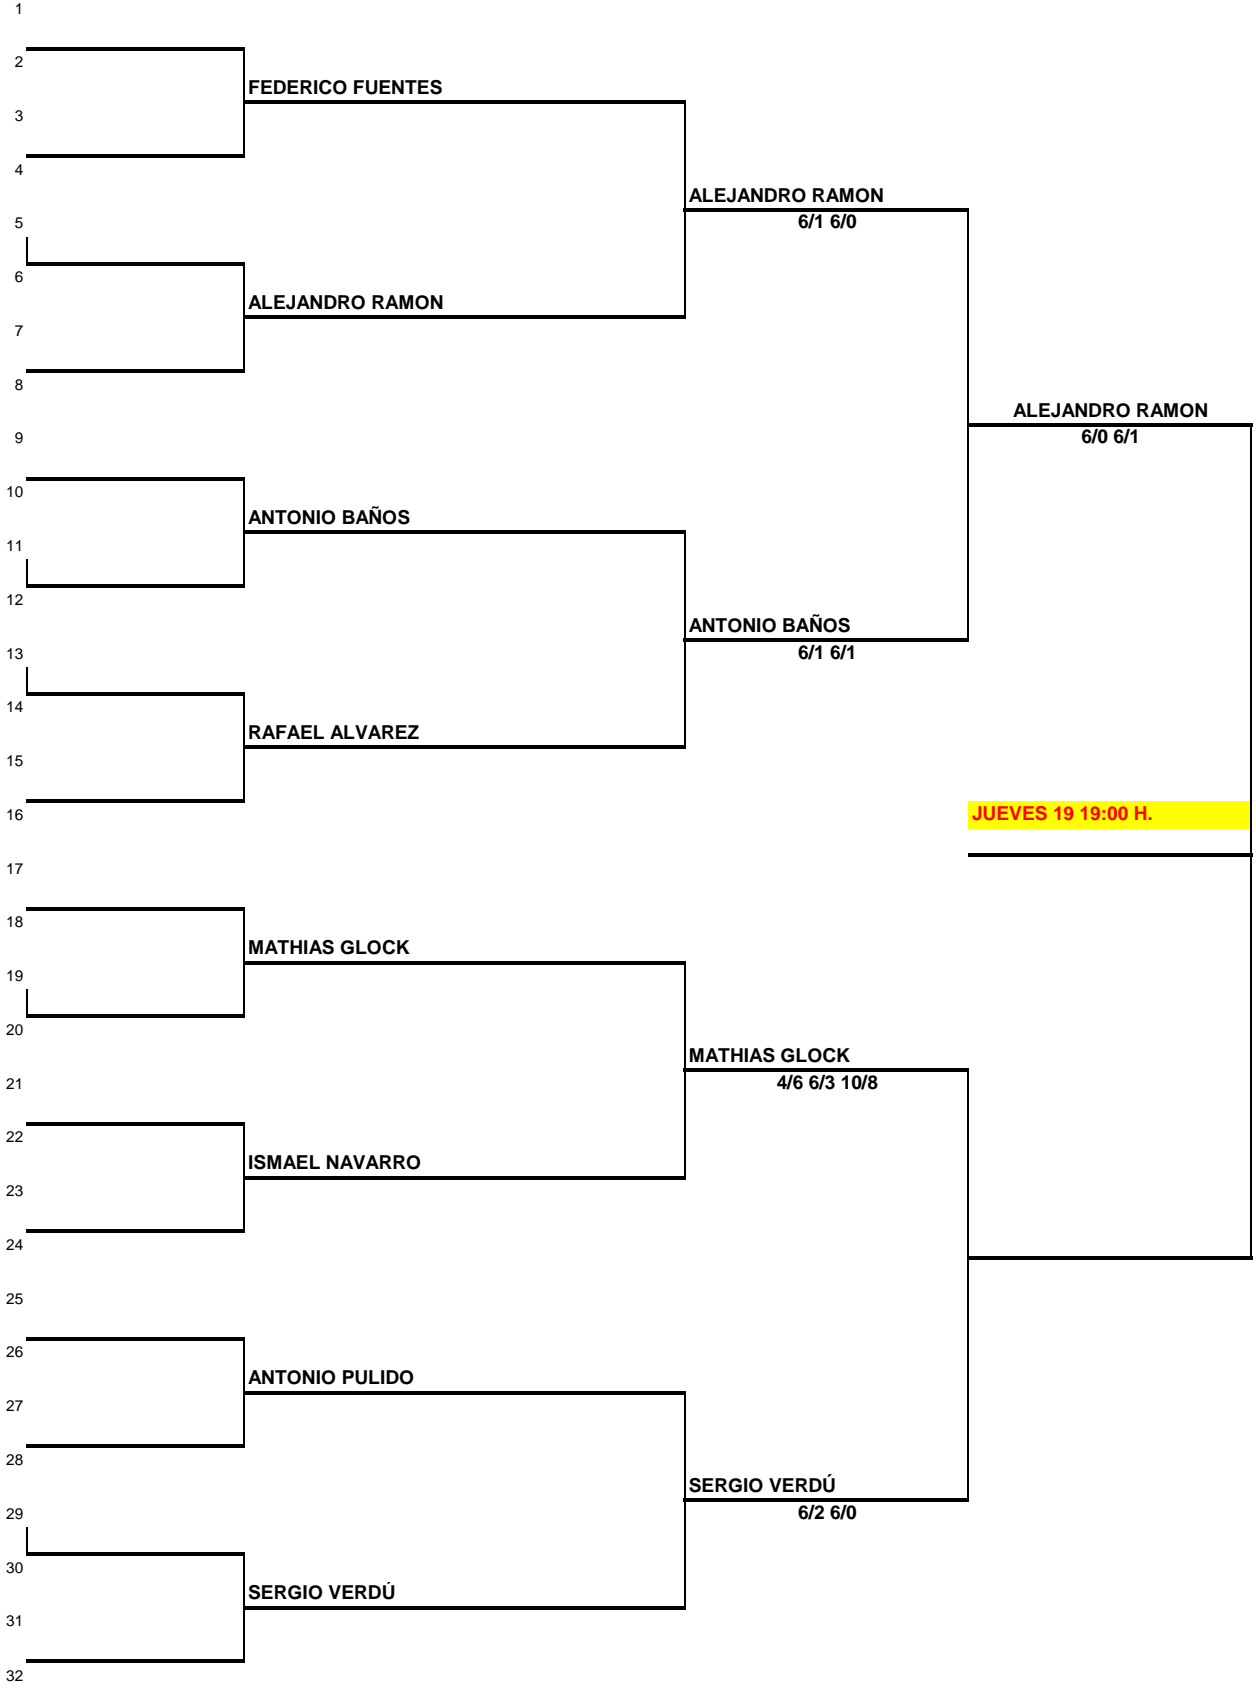 1
2
FEDERICO FUENTES
3
4
ALEJANDRO RAMON
5
6/1 6/0
6
ALEJANDRO RAMON
7
8
ALEJANDRO RAMON
9
6/0 6/1
10
ANTONIO BAÑOS
11
12
ANTONIO BAÑOS
13
6/1 6/1
14
RAFAEL ALVAREZ
15
16
JUEVES 19 19:00 H.
17
18
MATHIAS GLOCK
19
20
MATHIAS GLOCK
21
4/6 6/3 10/8
22
ISMAEL NAVARRO
23
24
25
26
ANTONIO PULIDO
27
28
SERGIO VERDÚ
29
6/2 6/0
30
SERGIO VERDÚ
31
32